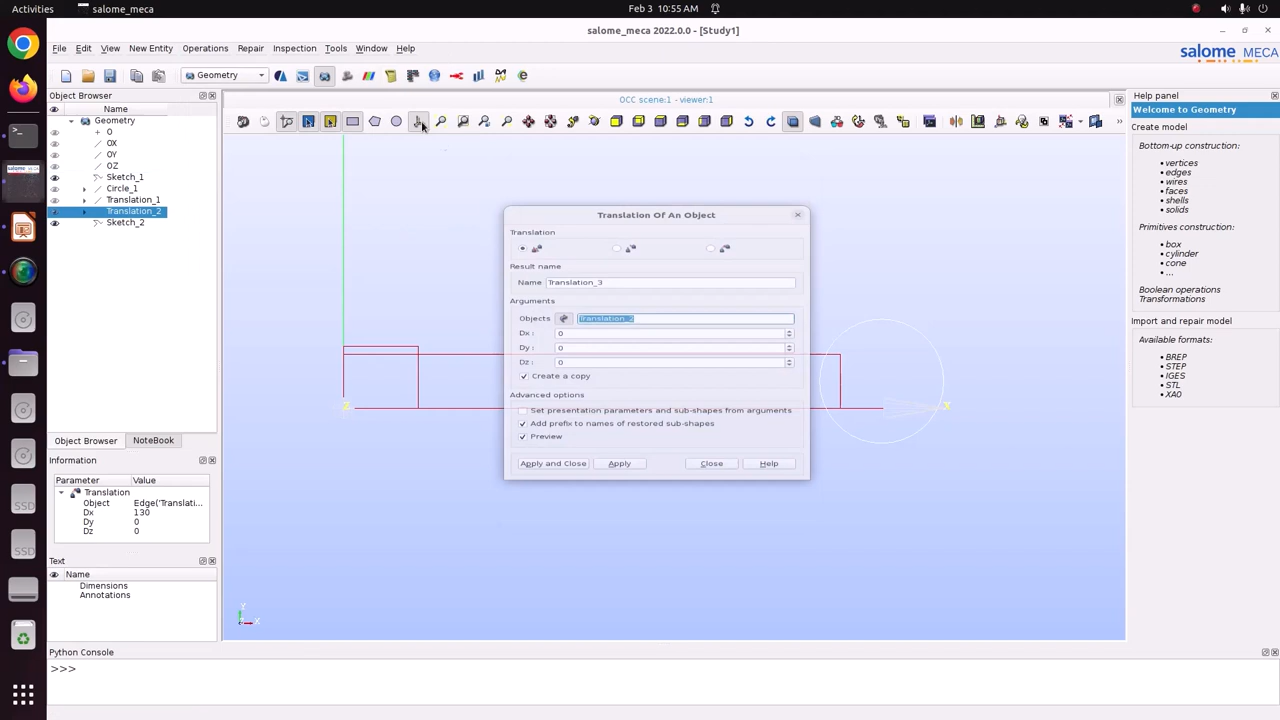 Activities
salome_meca
Feb 3  10:55 AM
salome_meca 2022.0.0 - [Study1]
File Edit View New Entity Operations Repair Inspection Tools Window Help
salome MECA
Geometry
Object Browser
OCC scene:1 - viewer:1
Help panel
Name
Geometry
O
OX
OY
OZ
Sketch_1
Circle_1
Translation_1
Translation_2
Sketch_2
Welcome to Geometry
Create model
Bottom-up construction:
• vertices
• edges
• wires
• faces
• shells
• solids
Primitives construction:
• box
• cylinder
• cone
• ...
Boolean operations
Transformations
Import and repair model
Available formats:
• BREP
• STEP
• IGES
• STL
• XAO
Translation Of An Object
Translation
Result name
Name Translation_3
Arguments
Objects Translation_2
Dx : 0
Dy : 0
Dz : 0
Create a copy
Advanced options
Set presentation parameters and sub-shapes from arguments
Add prefix to names of restored sub-shapes
Preview
Apply and Close Apply Close Help
Z
X
Object Browser NoteBook
Information
Parameter Value
Translation
Object Edge('Translati...
Dx 130
Dy 0
Dz 0
Text
Name
Dimensions
Annotations
Y
X
Python Console
>>>
SSD
SSD